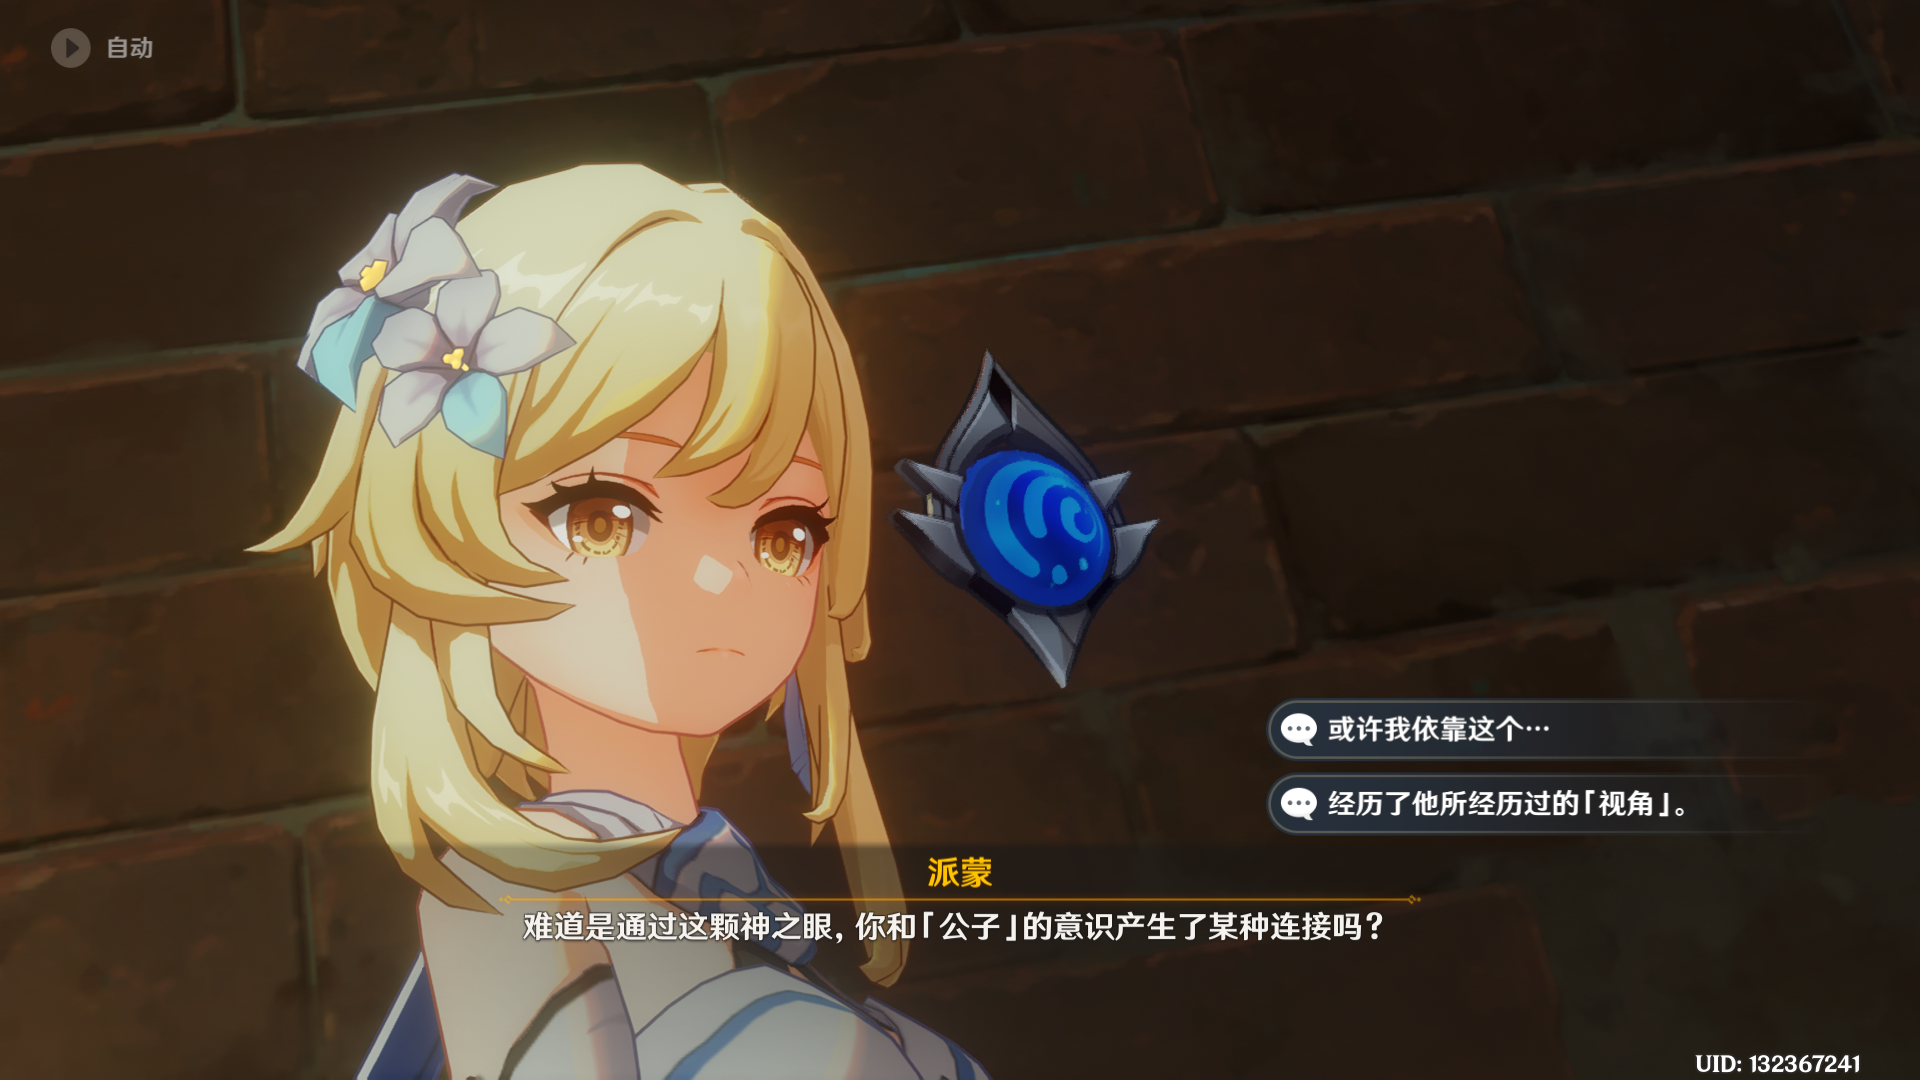 自动
或许我依靠这个…
经历了他所经历过的「视角」。
派蒙
难道是通过这颗神之眼，你和「公子」的意识产生了某种连接吗？
UID: 132367241